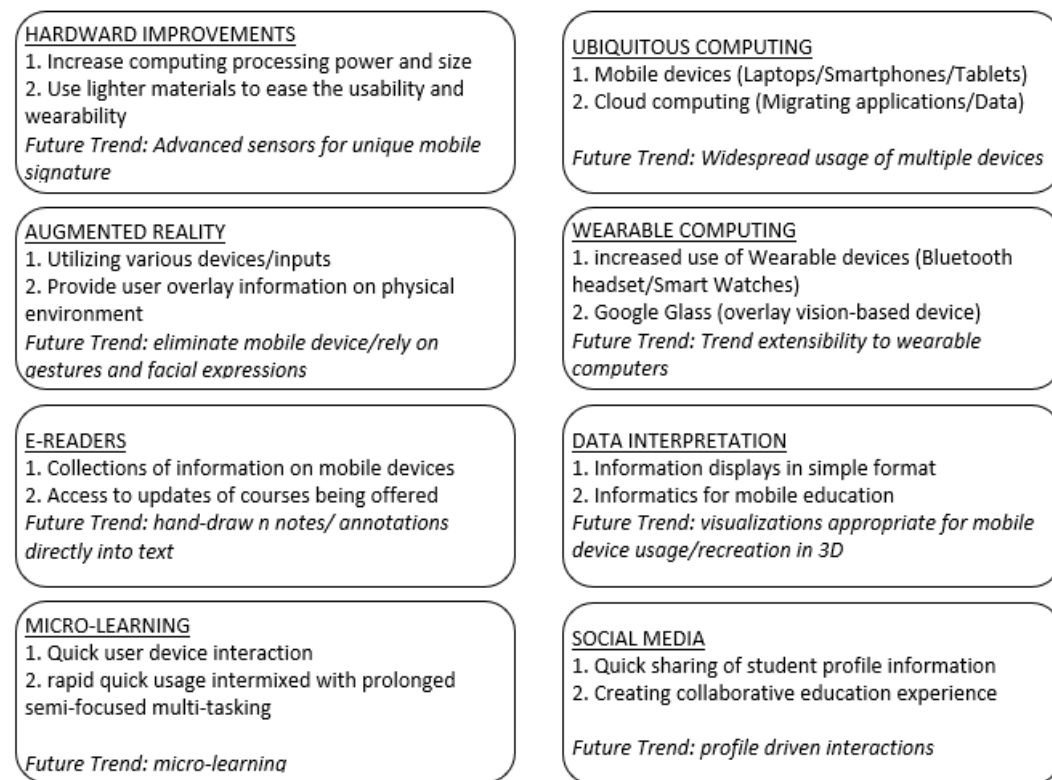 HARDWARD IMPROVEMENTS
1. Increase computing processing power and size
2. Use lighter materials to ease the usability and
wearability
Future Trend: Advanced sensors for unique mobile
signature
UBIQUITOUS COMPUTING
1. Mobile devices (Laptops/Smartphones/Tablets)
2. Cloud computing (Migrating applications/Data)
Future Trend: Widespread usage of multiple devices
AUGMENTED REALITY
1. Utilizing various devices/inputs
2. Provide user overlay information on physical
environment
Future Trend: eliminate mobile device/rely on
gestures and facial expressions
WEARABLE COMPUTING
1. increased use of Wearable devices (Bluetooth
headset/Smart Watches)
2. Google Glass (overlay vision-based device)
Future Trend: Trend extensibility to wearable
computers
E-READERS
1. Collections of information on mobile devices
2. Access to updates of courses being offered
Future Trend: hand-draw n notes/ annotations
directly into text
DATA INTERPRETATION
1. Information displays in simple format
2. Informatics for mobile education
Future Trend: visualizations appropriate for mobile
device usage/recreation in 3D
MICRO-LEARNING
1. Quick user device interaction
2. rapid quick usage intermixed with prolonged
semi-focused multi-tasking
Future Trend: micro-learning
SOCIAL MEDIA
1. Quick sharing of student profile information
2. Creating collaborative education experience
Future Trend: profile driven interactions